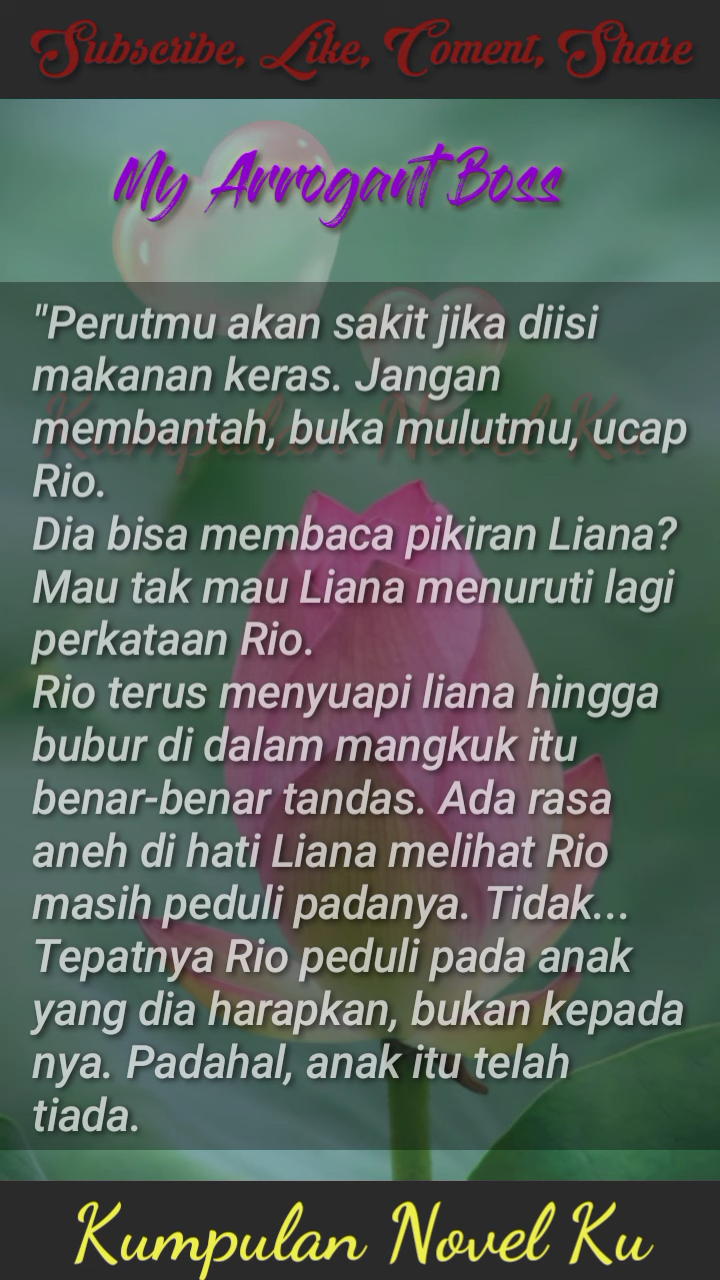 Subscribe, Like, Coment, Share
My Arrogant Boss
"Perutmu akan sakit jika diisi
makanan keras. Jangan
membantah, buka mulutmu, ucap
Rio.
Dia bisa membaca pikiran Liana?
Mau tak mau Liana menuruti lagi
perkataan Rio.
Rio terus menyuapi liana hingga
bubur di dalam mangkuk itu
benar-benar tandas. Ada rasa
aneh di hati Liana melihat Rio
masih peduli padanya. Tidak...
Tepatnya Rio peduli pada anak
yang dia harapkan, bukan kepada
nya. Padahal, anak itu telah
tiada.
Kumpulan Novel Ku
Kumpulan Novel Ku